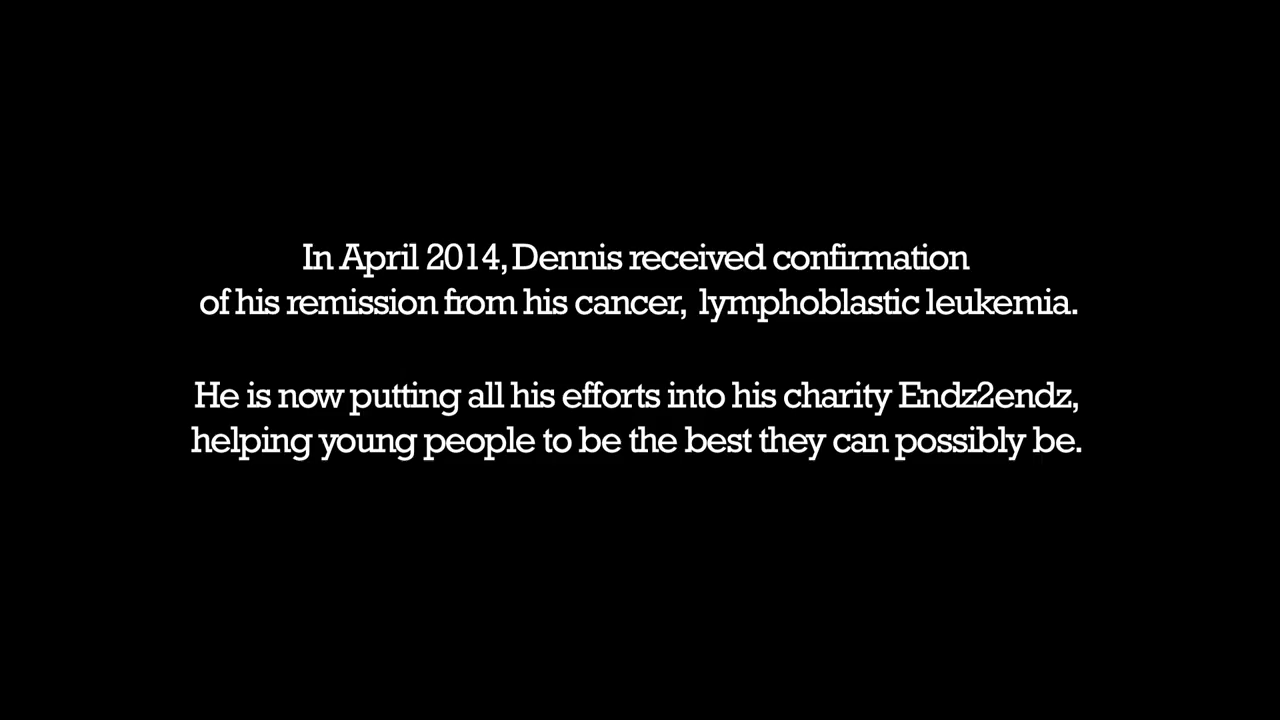 In April 2014, Dennis received confirmation
of his remission from his cancer, lymphoblastic leukemia.
He is now putting all his efforts into his charity Endz2endz,
helping young people to be the best they can possibly be.